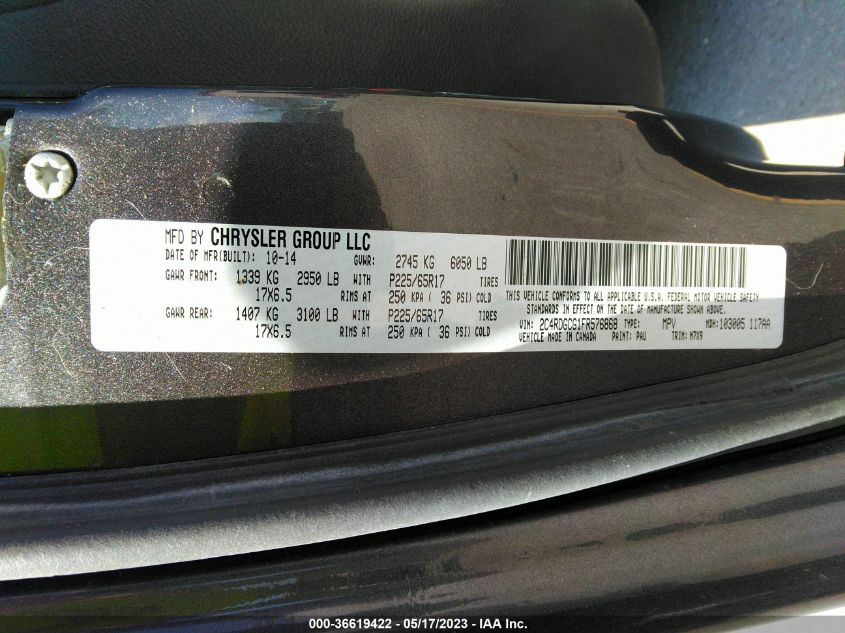 MFD BY CHRYSLER GROUP LLC
DATE OF MFR(BUILT): 10-14 GVWR: 2745 KG 6050 LB
GAWR FRONT: 1339 KG 2950 LB WITH P225/65R17 TIRES
17X6.5 RIMS AT 250 KPA ( 36 PSI) COLD
GAWR REAR: 1407 KG 3100 LB WITH P225/65R17 TIRES
17X6.5 RIMS AT 250 KPA ( 36 PSI) COLD
THIS VEHICLE CONFORMS TO ALL APPLICABLE U.S.A. FEDERAL MOTOR VEHICLE SAFETY
STANDARDS IN EFFECT ON THE DATE OF MANUFACTURE SHOWN ABOVE.
VIN: 2C4RDGCG1FR576868 TYPE: MPV MDH: 103005 117AA
VEHICLE MADE IN CANADA PAINT: PAU TRIM: N7X9
000-36619422 - 05/17/2023 - IAA Inc.